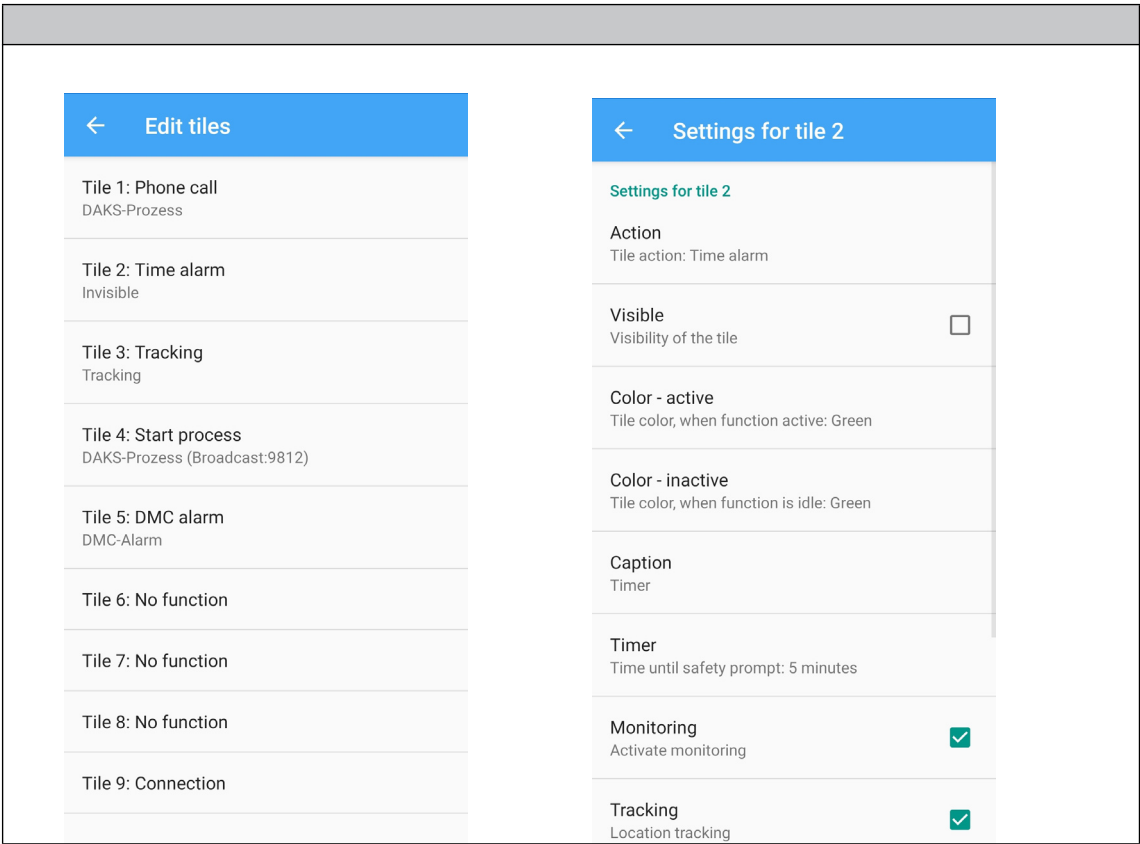 Edit tiles
Tile 1: Phone call
DAKS-Prozess
Tile 2: Time alarm
Invisible
Tile 3: Tracking
Tracking
Tile 4: Start process
DAKS-Prozess (Broadcast:9812)
Tile 5: DMC alarm
DMC-Alarm
Tile 6: No function
Tile 7: No function
Tile 8: No function
Tile 9: Connection
Settings for tile 2
Settings for tile 2
Action
Tile action: Time alarm
Visible
Visibility of the tile
Color - active
Tile color, when function active: Green
Color - inactive
Tile color, when function is idle: Green
Caption
Timer
Timer
Time until safety prompt: 5 minutes
Monitoring
Activate monitoring
Tracking
Location tracking